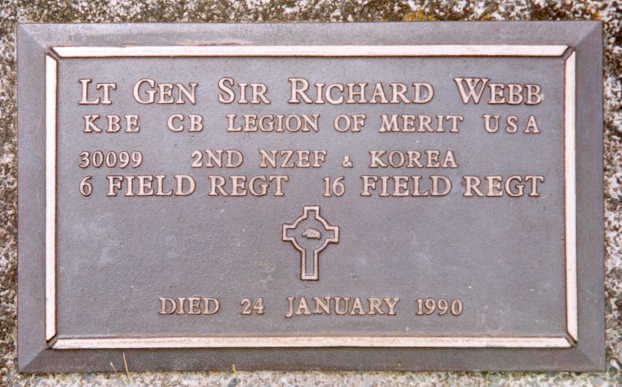 Lt Gen Sir Richard Webb
KBE CB LEGION OF MERIT USA
30099 2ND NZEF & KOREA
6 FIELD REGT 16 FIELD REGT
DIED 24 JANUARY 1990